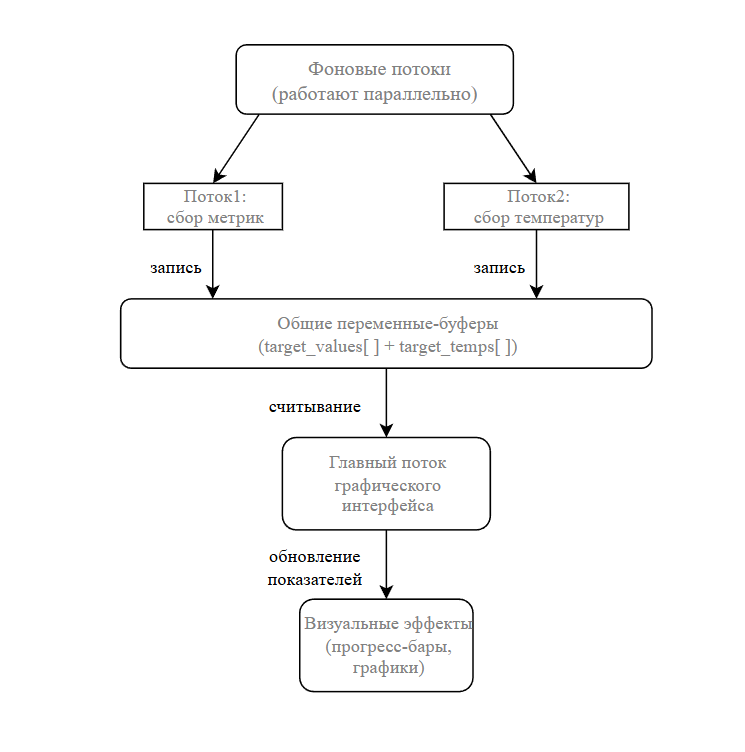 Фоновые потоки
(работают параллельно)
Поток1:
сбор метрик
Поток2:
сбор температур
запись
запись
Общие переменные-буферы
(target_values[ ] + target_temps[ ])
считывание
Главный поток
графического
интерфейса
обновление
показателей
Визуальные эффекты
(прогресс-бары,
графики)